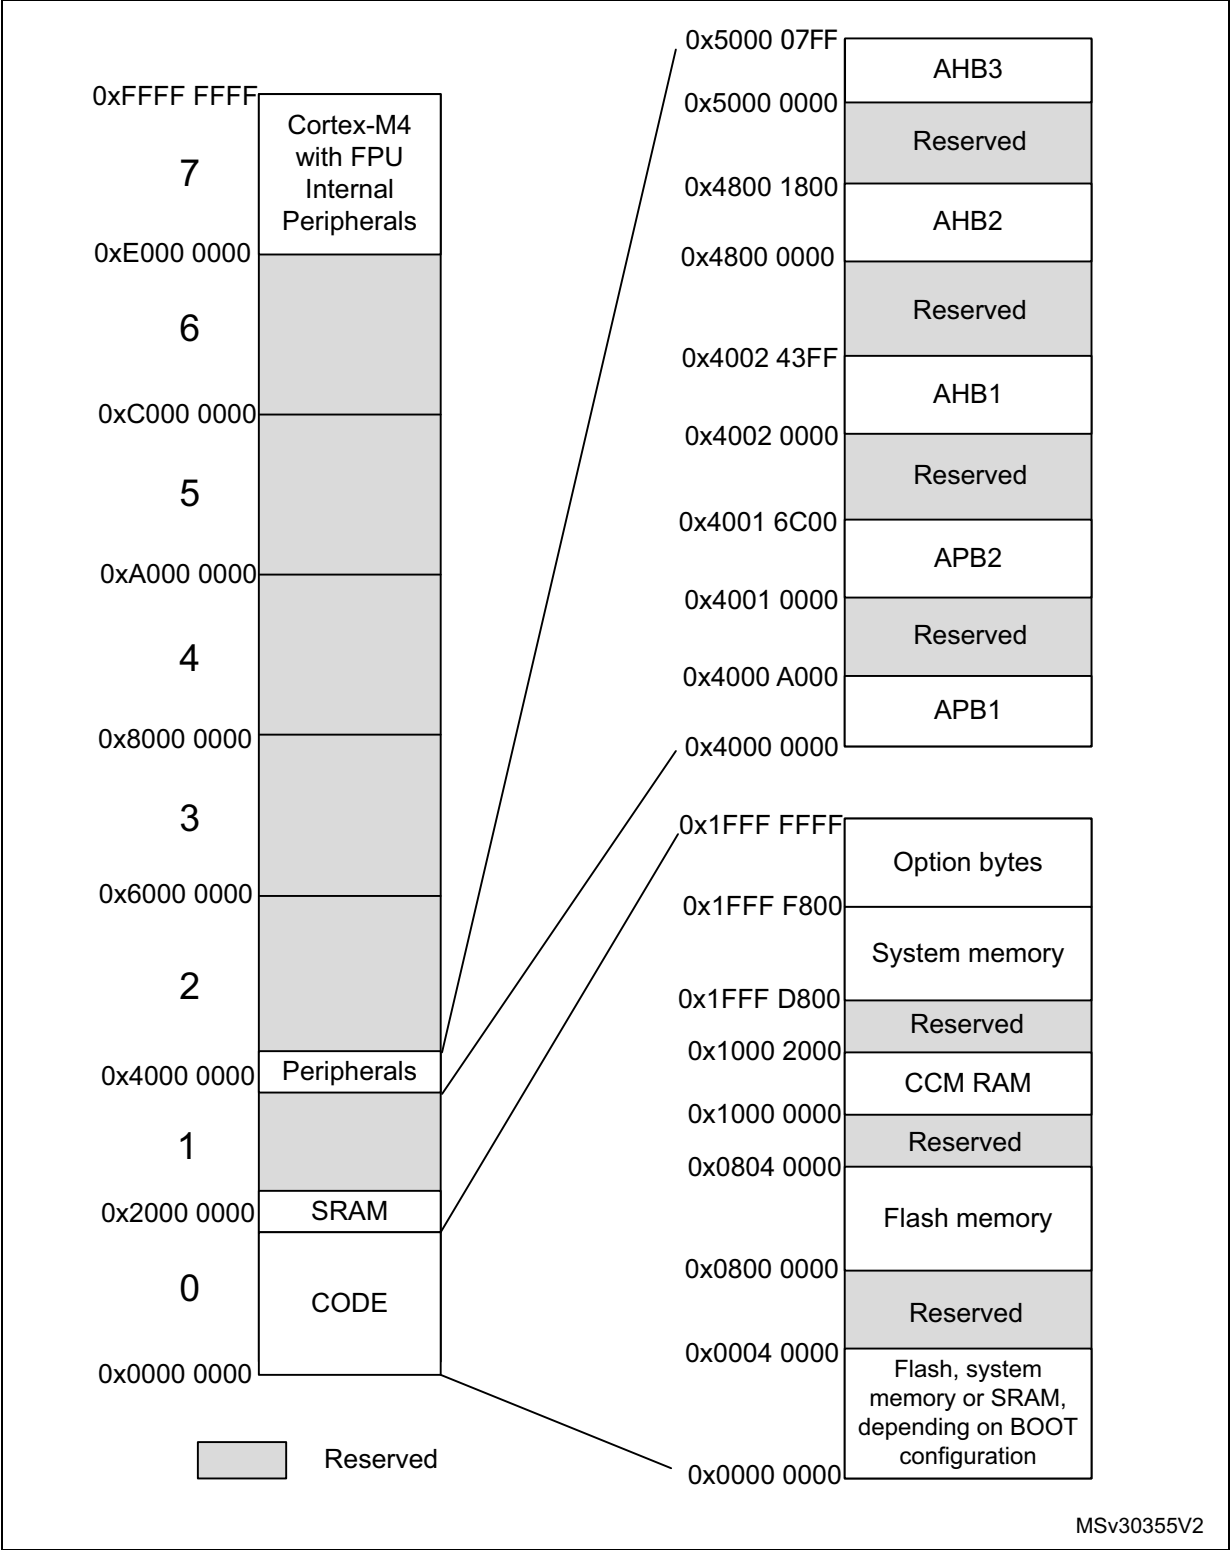 0xFFFF FFFF
Cortex-M4
with FPU
Internal
Peripherals
7
0xE000 0000
6
0xC000 0000
5
0xA000 0000
4
0x8000 0000
3
0x6000 0000
2
Peripherals
0x4000 0000
1
0x2000 0000
SRAM
0
CODE
0x0000 0000
Reserved
0x5000 07FF
AHB3
0x5000 0000
Reserved
0x4800 1800
AHB2
0x4800 0000
Reserved
0x4002 43FF
AHB1
0x4002 0000
Reserved
0x4001 6C00
APB2
0x4001 0000
Reserved
0x4000 A000
APB1
0x4000 0000
0x1FFF FFFF
Option bytes
0x1FFF F800
System memory
0x1FFF D800
Reserved
0x1000 2000
CCM RAM
0x1000 0000
Reserved
0x0804 0000
Flash memory
0x0800 0000
Reserved
0x0004 0000
Flash, system
memory or SRAM,
depending on BOOT
configuration
0x0000 0000
MSv30355V2